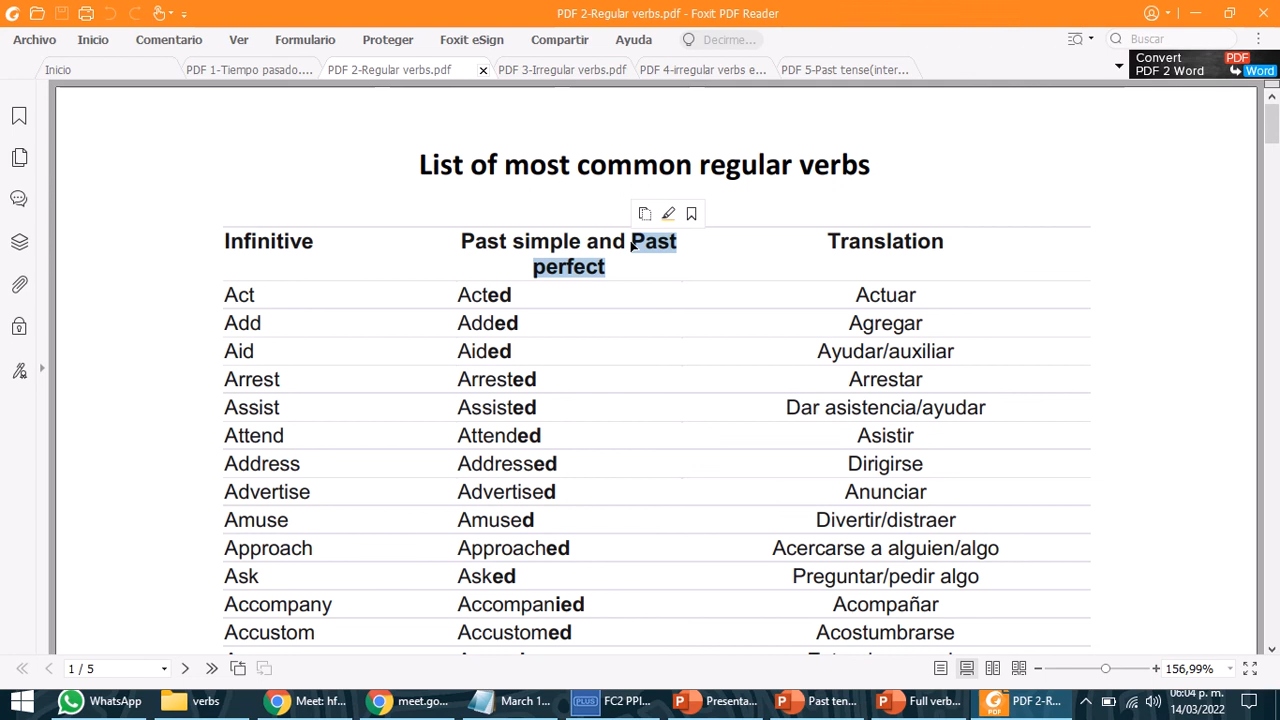 PDF 2-Regular verbs.pdf - Foxit PDF Reader
Archivo Inicio Comentario Ver Formulario Proteger Foxit eSign Compartir Ayuda Decirme... Buscar
Inicio PDF 1-Tiempo pasado.... PDF 2-Regular verbs.pdf PDF 3-Irregular verbs.pdf PDF 4-irregular verbs e... PDF 5-Past tense(inter...
Convert PDF
PDF 2 Word Word
List of most common regular verbs
Infinitive Past simple and Past perfect Translation
Act Acted Actuar
Add Added Agregar
Aid Aided Ayudar/auxiliar
Arrest Arrested Arrestar
Assist Assisted Dar asistencia/ayudar
Attend Attended Asistir
Address Addressed Dirigirse
Advertise Advertised Anunciar
Amuse Amused Divertir/distraer
Approach Approached Acercarse a alguien/algo
Ask Asked Preguntar/pedir algo
Accompany Accompanied Acompañar
Accustom Accustomed Acostumbrarse
1 / 5 156,99%
WhatsApp verbs Meet: hf... meet.go... March 1... FC2 PPI... Presenta... Past ten... Full verb... PDF 2-R... 06:04 p. m.
14/03/2022